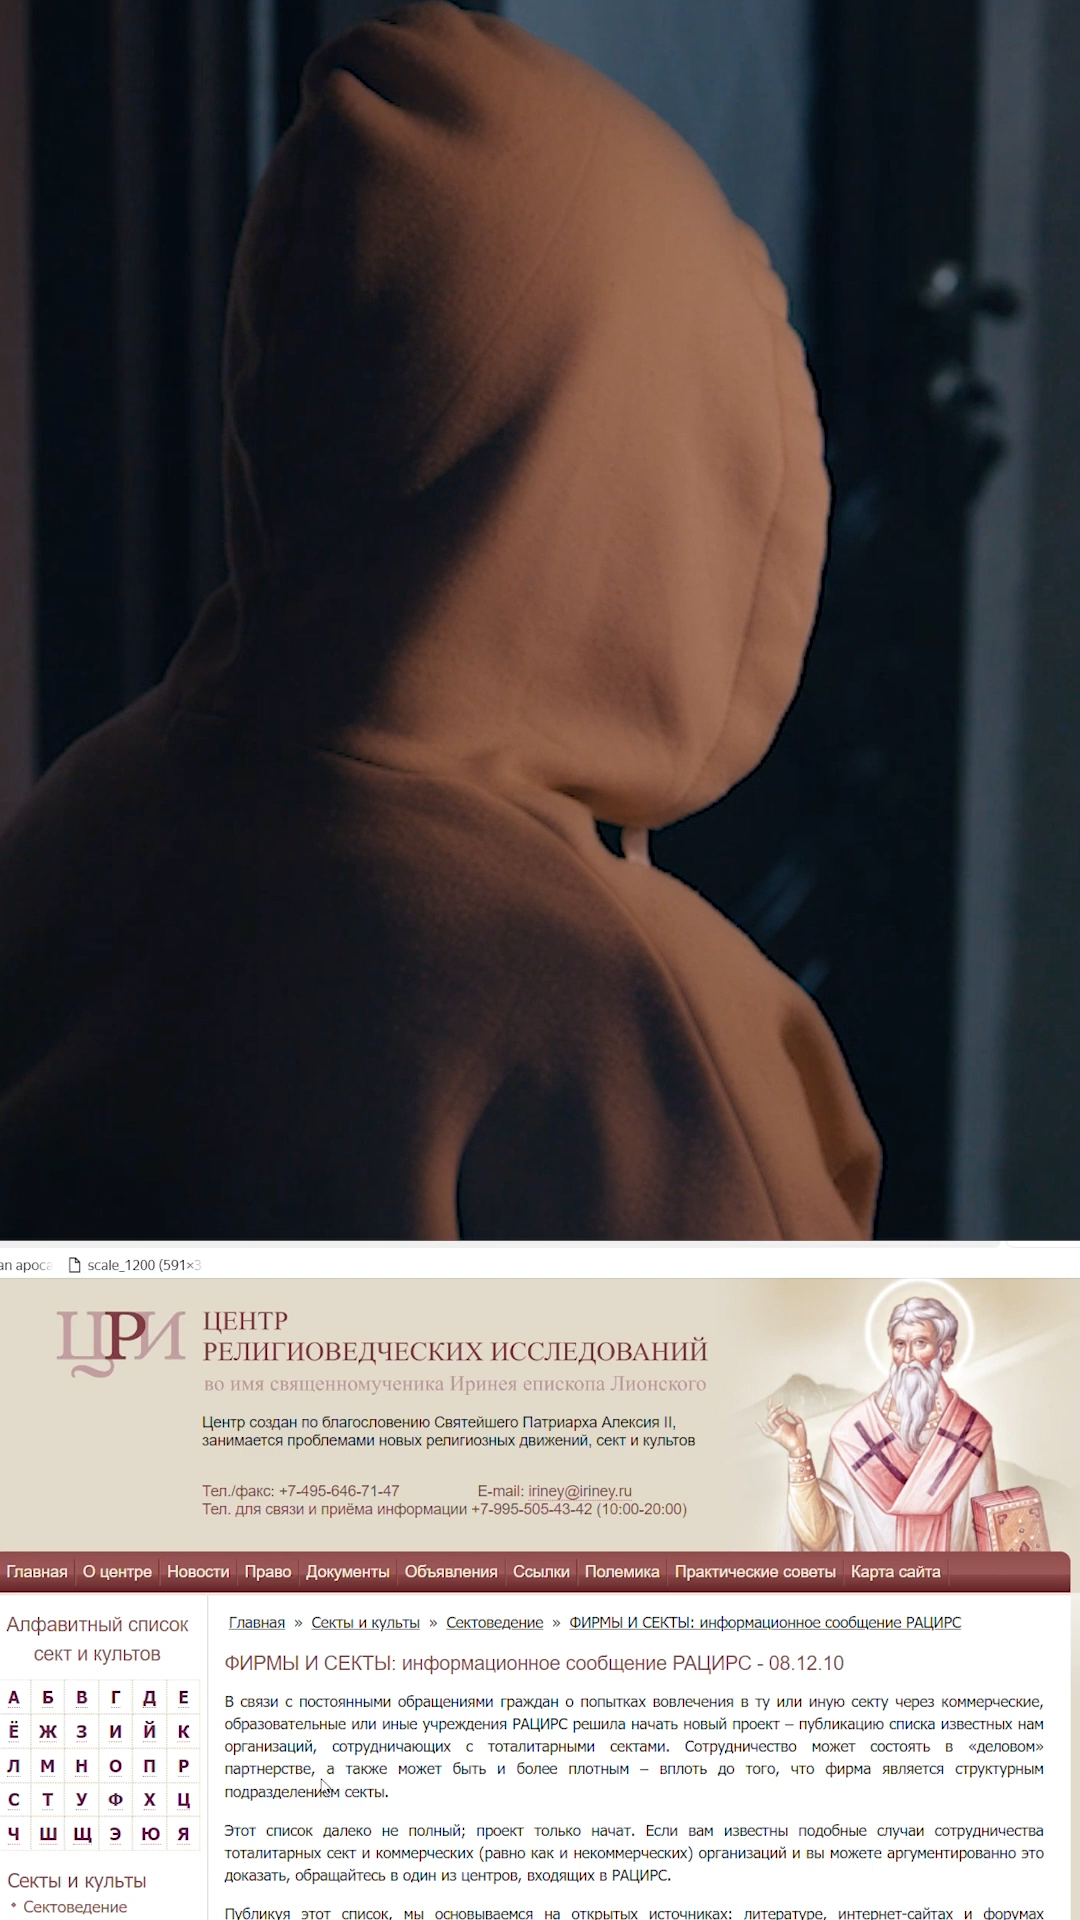 an apoca
scale_1200 (591×3
ЦРИ
ЦЕНТР
РЕЛИГИОВЕДЧЕСКИХ ИССЛЕДОВАНИЙ
во имя священномученика Иринея епископа Лионского
Центр создан по благословению Святейшего Патриарха Алексия II,
занимается проблемами новых религиозных движений, сект и культов
Тел./факс: +7-495-646-71-47 E-mail: iriney@iriney.ru
Тел. для связи и приёма информации +7-995-505-43-42 (10:00-20:00)
Главная О центре Новости Право Документы Объявления Ссылки Полемика Практические советы Карта сайта
Алфавитный список
сект и культов
А Б В Г Д Е
Ё Ж З И Й К
Л М Н О П Р
С Т У Ф Х Ц
Ч Ш Щ Э Ю Я
Секты и культы
Сектоведение
Главная » Секты и культы » Сектоведение » ФИРМЫ И СЕКТЫ: информационное сообщение РАЦИРС
ФИРМЫ И СЕКТЫ: информационное сообщение РАЦИРС - 08.12.10
В связи с постоянными обращениями граждан о попытках вовлечения в ту или иную секту через коммерческие,
образовательные или иные учреждения РАЦИРС решила начать новый проект – публикацию списка известных нам
организаций, сотрудничающих с тоталитарными сектами. Сотрудничество может состоять в «деловом»
партнерстве, а также может быть и более плотным – вплоть до того, что фирма является структурным
подразделением секты.
Этот список далеко не полный; проект только начат. Если вам известны подобные случаи сотрудничества
тоталитарных сект и коммерческих (равно как и некоммерческих) организаций и вы можете аргументированно это
доказать, обращайтесь в один из центров, входящих в РАЦИРС.
Публикуя этот список, мы основываемся на открытых источниках: литературе, интернет-сайтах и форумах